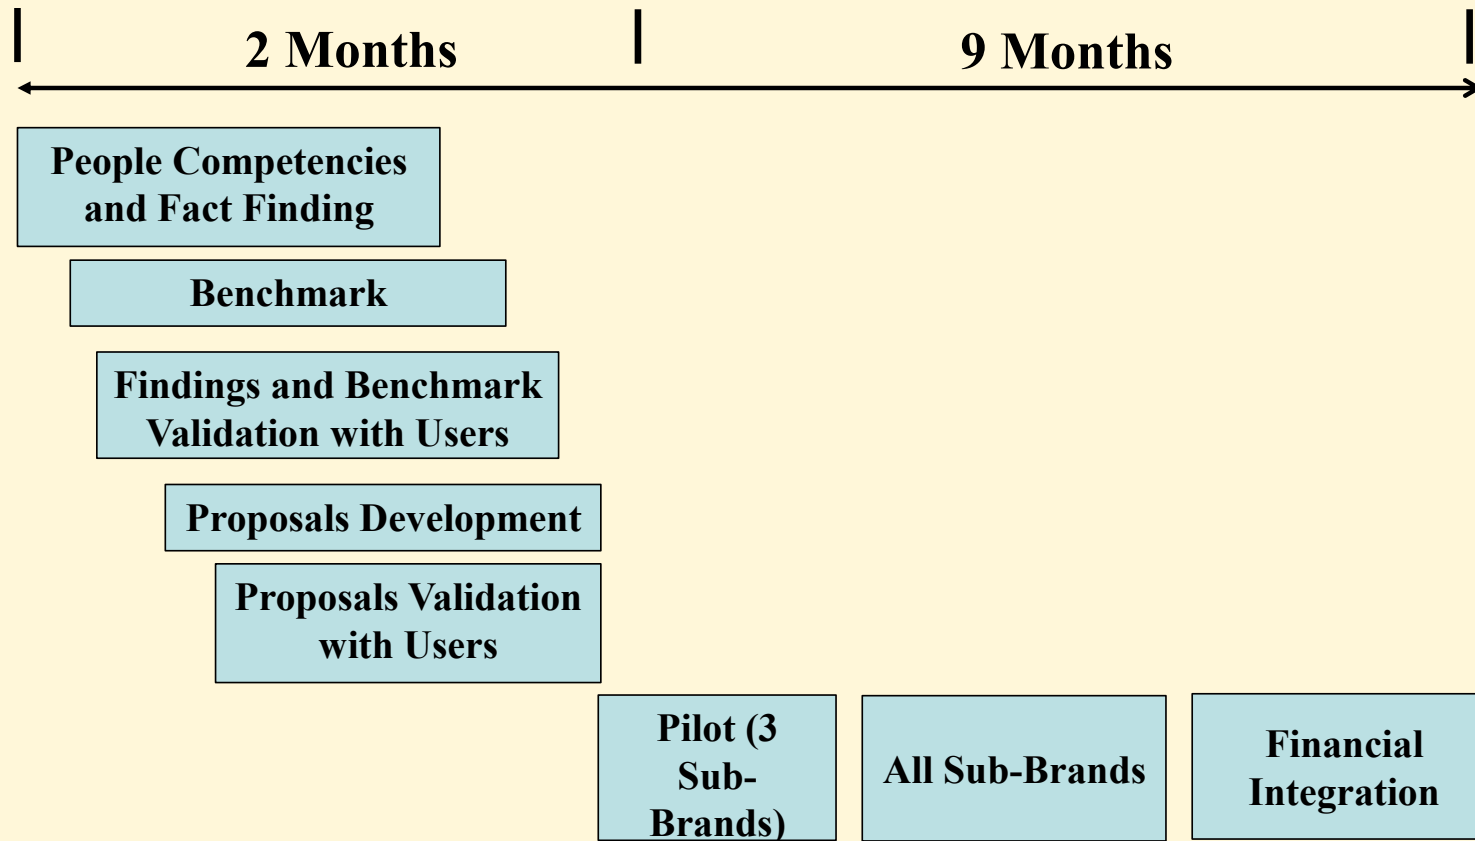 2 Months
9 Months
People Competencies
and Fact Finding
Benchmark
Findings and Benchmark
Validation with Users
Proposals Development
Proposals Validation
with Users
Pilot (3
Sub-
Brands)
All Sub-Brands
Financial
Integration